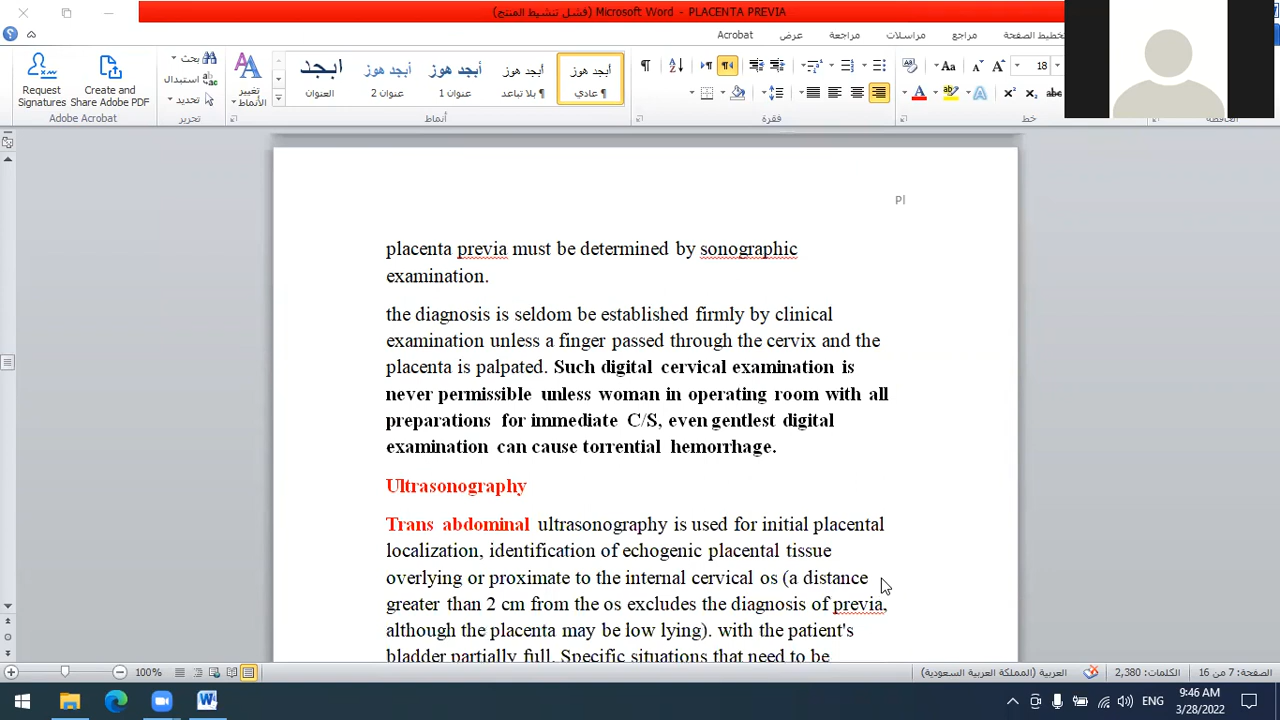 PLACENTA PREVIA - Microsoft Word (فشل تنشيط المنتج)
Acrobat
عرض
مراجعة
مراسلات
مراجع
تخطيط الصفحة
Request Signatures
Create and Share Adobe PDF
Adobe Acrobat
بحث
استبدال
تحديد
تحرير
تغيير الأنماط
أبجد هوز
¶ عادي
أبجد هوز
¶ بلا تباعد
أبجد هوز
عنوان 1
أبجد هوز
عنوان 2
ابجد
العنوان
أنماط
فقرة
18
Aa
abc
خط
الحافظة
Pl
placenta previa must be determined by sonographic
examination.
the diagnosis is seldom be established firmly by clinical
examination unless a finger passed through the cervix and the
placenta is palpated. Such digital cervical examination is
never permissible unless woman in operating room with all
preparations for immediate C/S, even gentlest digital
examination can cause torrential hemorrhage.
Ultrasonography
Trans abdominal ultrasonography is used for initial placental
localization, identification of echogenic placental tissue
overlying or proximate to the internal cervical os (a distance
greater than 2 cm from the os excludes the diagnosis of previa,
although the placenta may be low lying). with the patient's
bladder partially full. Specific situations that need to be
الصفحة: 7 من 16
الكلمات: 2,380
العربية (المملكة العربية السعودية)
100%
ENG
9:46 AM
3/28/2022